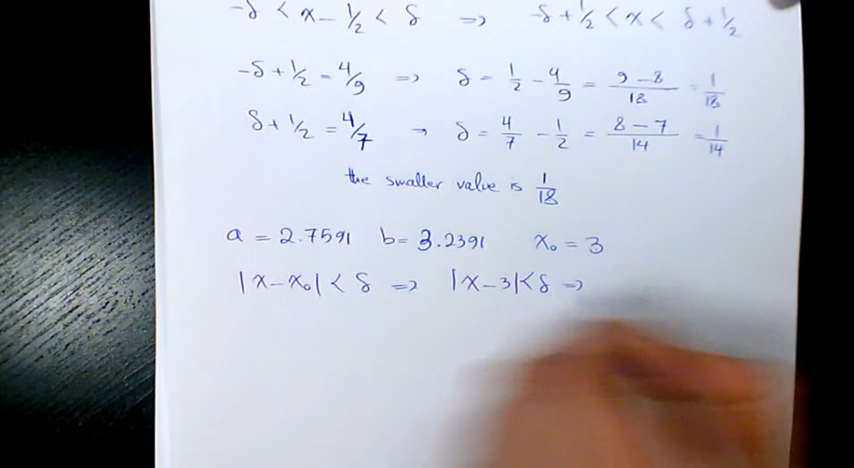 -δ < x - 1/2 < δ => -δ + 1/2 < x < δ + 1/2
-δ + 1/2 = 4/9 => δ = 1/2 - 4/9 = (9 - 8)/18 = 1/18
δ + 1/2 = 4/7 → δ = 4/7 - 1/2 = (8 - 7)/14 = 1/14
the smaller value is 1/18
a = 2.7591 b = 3.2391 x₀ = 3
|x - x₀| < δ => |x - 3| < δ =>